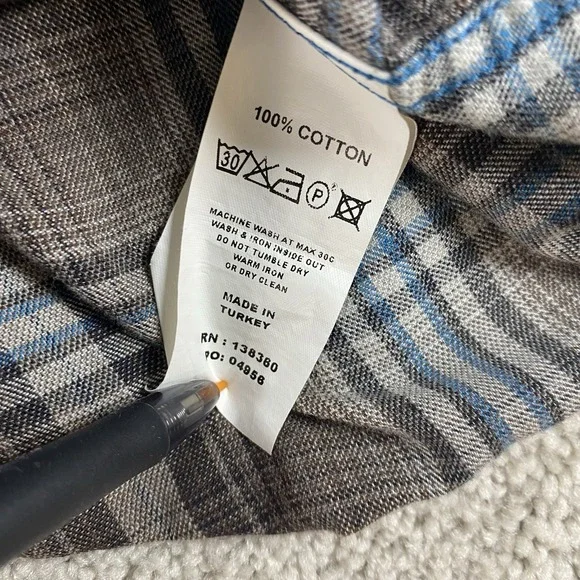 100% COTTON
30 P
MACHINE WASH AT MAX 30C
WASH & IRON INSIDE OUT
DO NOT TUMBLE DRY
WARM IRON
OR DRY CLEAN
MADE IN
TURKEY
RN : 138380
PO: 04956